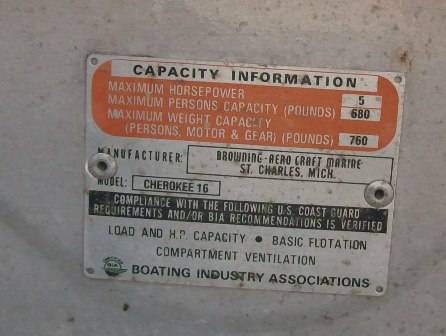 CAPACITY INFORMATION
MAXIMUM HORSEPOWER 5
MAXIMUM PERSONS CAPACITY (POUNDS) 680
MAXIMUM WEIGHT CAPACITY
(PERSONS, MOTOR & GEAR) (POUNDS) 760
MANUFACTURER: BROWNING-AERO CRAFT MARINE
ST. CHARLES, MICH.
MODEL: CHEROKEE 16
COMPLIANCE WITH THE FOLLOWING U.S. COAST GUARD
REQUIREMENTS AND/OR BIA RECOMMENDATIONS IS VERIFIED
LOAD AND H.P. CAPACITY • BASIC FLOTATION
COMPARTMENT VENTILATION
BIA BOATING INDUSTRY ASSOCIATIONS